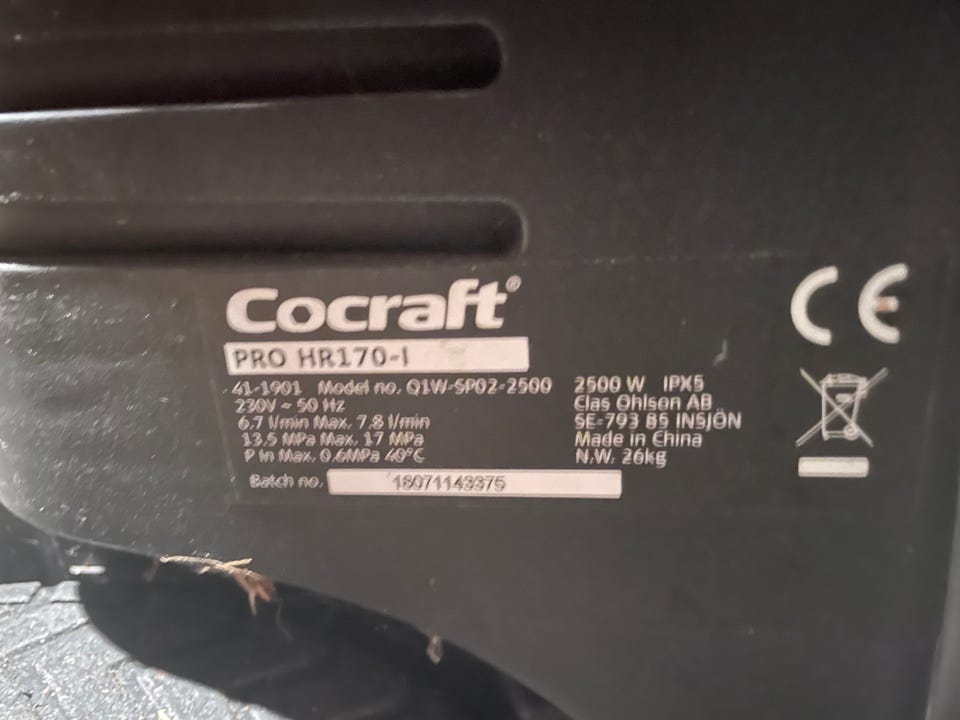 Cocraft®
PRO HR170-I
41-1901 Model no. Q1W-SP02-2500
230V ~ 50 Hz
6.7 l/min Max. 7.8 l/min
13.5 MPa Max. 17 MPa
P In Max. 0.6MPa 40°C
Batch no. 18071143375
2500 W IPX5
Clas Ohlson AB
SE-793 85 INSJÖN
Made in China
N.W. 26kg
CE